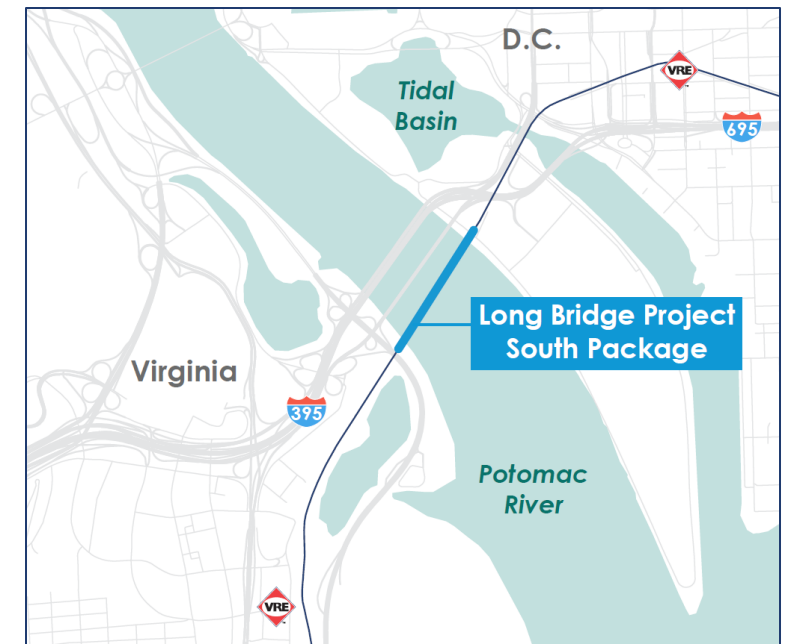 D.C.
VRE
Tidal
Basin
695
Long Bridge Project
South Package
Virginia
395
Potomac
River
VRE